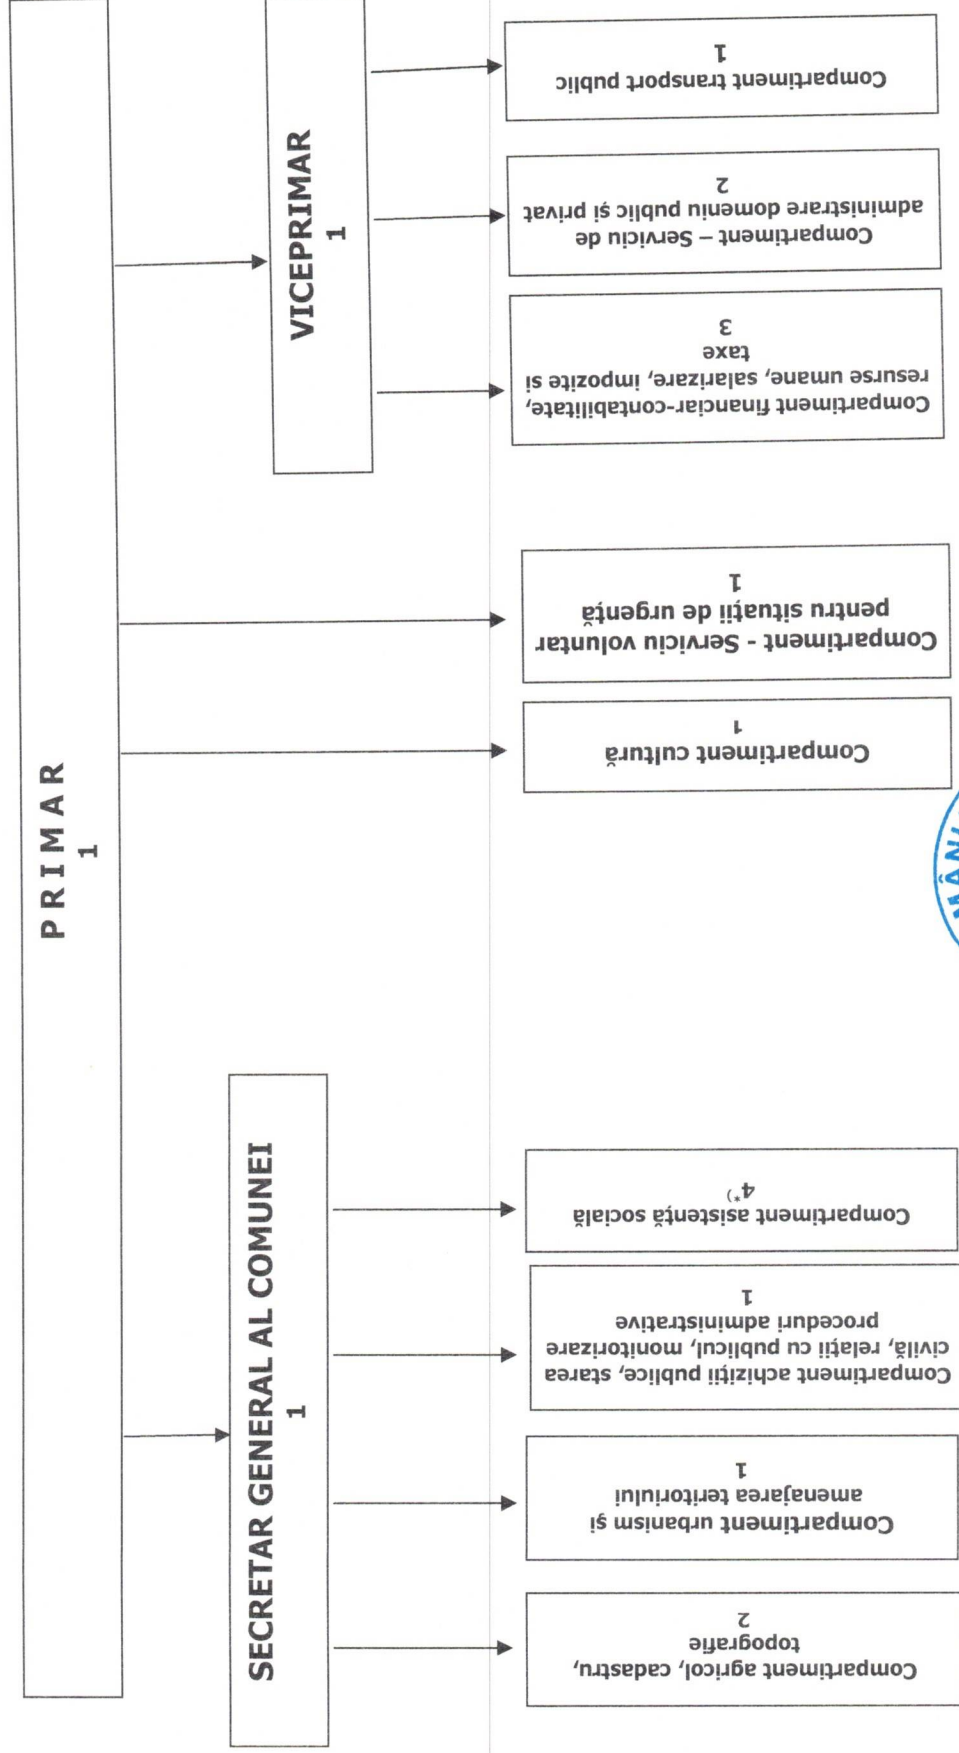 PRIMAR
1
SECRETAR GENERAL AL COMUNEI
1
VICEPRIMAR
1
Compartiment agricol, cadastru,
topografie
2
Compartiment urbanism și
amenajarea teritoriului
1
Compartiment achiziții publice, starea
civilă, relații cu publicul, monitorizare
proceduri administrative
1
Compartiment asistență socială
4*)
Compartiment cultură
1
Compartiment - Serviciu voluntar
pentru situații de urgență
1
Compartiment financiar-contabilitate,
resurse umane, salarizare, impozite si
taxe
3
Compartiment – Serviciu de
administrare domeniu public și privat
2
Compartiment transport public
1